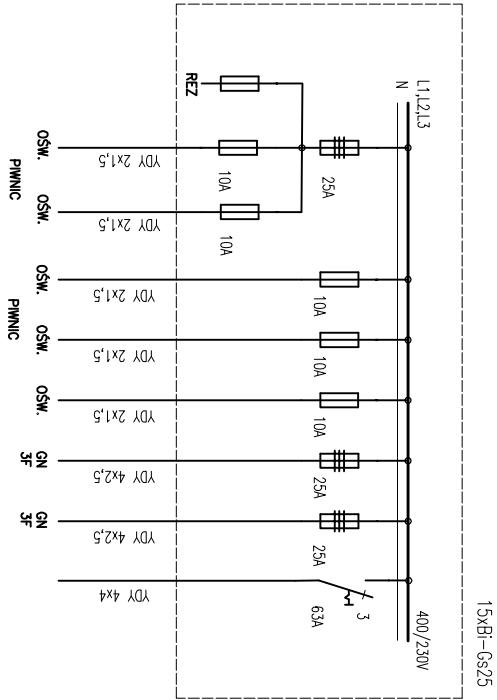 15xBi-Gs25
L1,L2,L3
N
400/230V
25A
10A
10A
10A
10A
10A
25A
25A
63A
3
REZ
YDY 2x1,5
YDY 2x1,5
YDY 2x1,5
YDY 2x1,5
YDY 2x1,5
YDY 4x2,5
YDY 4x2,5
YDY 4x4
OŚW.
PIWNIC
OŚW.
OŚW.
PIWNIC
OŚW.
OŚW.
GN
3F
GN
3F